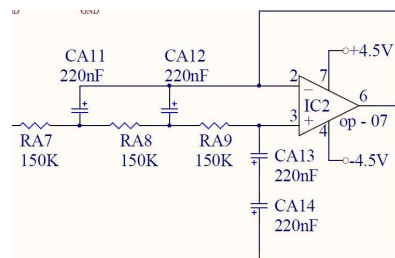 GND
CA11
220nF
CA12
220nF
+4.5V
2
7
6
IC2
3
4
op - 07
-4.5V
RA7
150K
RA8
150K
RA9
150K
CA13
220nF
CA14
220nF